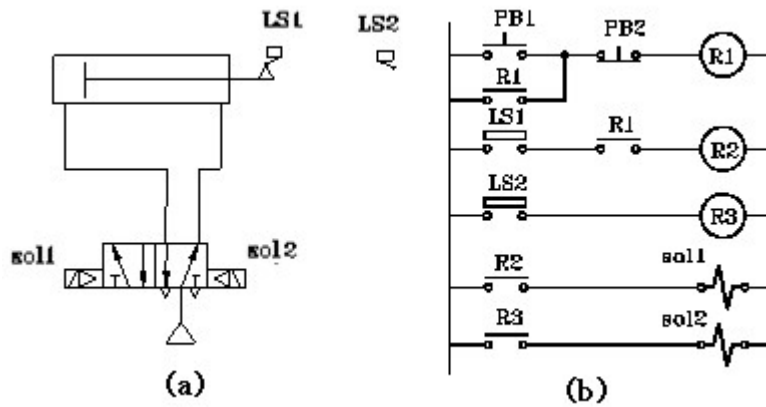 LS1 LS2
sol1 sol2
(a)
PB1 PB2 R1
R1
LS1 R1 R2
LS2 R3
R2 sol1
R3 sol2
(b)